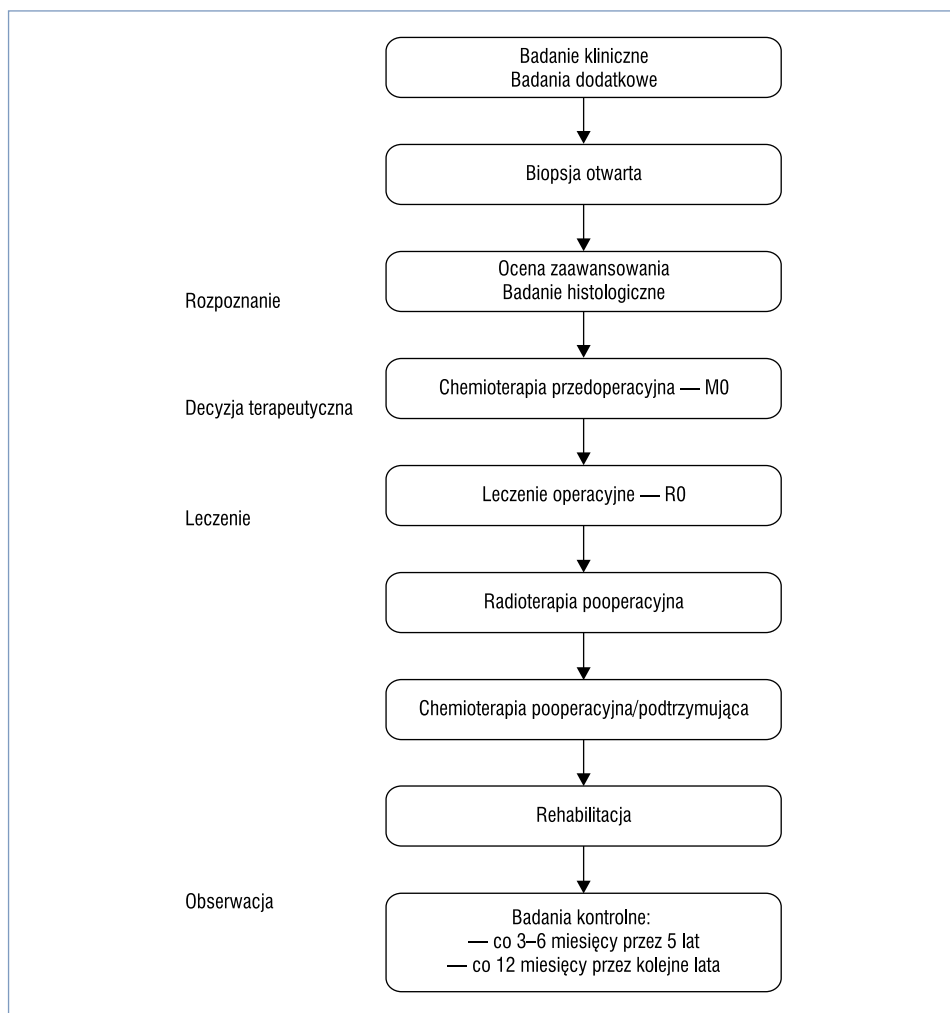 Badanie kliniczne
Badania dodatkowe
Biopsja otwarta
Ocena zaawansowania
Badanie histologiczne
Rozpoznanie
Chemioterapia przedoperacyjna — M0
Decyzja terapeutyczna
Leczenie operacyjne — R0
Leczenie
Radioterapia pooperacyjna
Chemioterapia pooperacyjna/podtrzymująca
Rehabilitacja
Obserwacja
Badania kontrolne:
— co 3–6 miesięcy przez 5 lat
— co 12 miesięcy przez kolejne lata